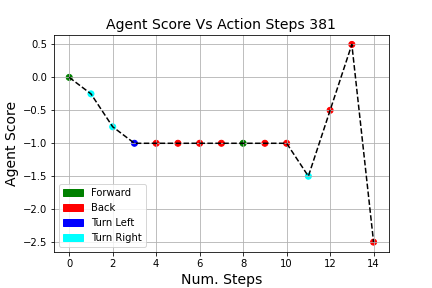 Agent Score Vs Action Steps 381
Agent Score
0.5
0.0
−0.5
−1.0
−1.5
−2.0
−2.5
Forward
Back
Turn Left
Turn Right
0 2 4 6 8 10 12 14
Num. Steps